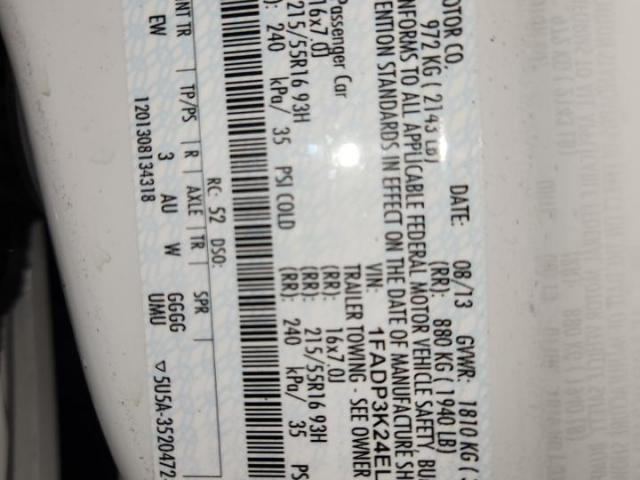 OTOR CO. DATE: 08/13 GVWR: 1810 KG (
972 KG ( 2143 LB) (RR): 880 KG ( 1940 LB)
NFORMS TO ALL APPLICABLE FEDERAL MOTOR VEHICLE SAFETY, BU
ENTION STANDARDS IN EFFECT ON THE DATE OF MANUFACTURE SH
VIN: 1FADP3K24EL
Passenger Car TRAILER TOWING - SEE OWNER
16x7.0J (RR): 16x7.0J
215/55R16 93H (RR): 215/55R16 93H
): 240 kPa/ 35 PSI COLD (RR): 240 kPa/ 35 PS
RC: 52 DSO:
INT TR | TP/PS | R | AXLE | TR | SPR
EW 3 AU W GGGG
UMU
1201308134318 ▽5U5A-3520472-